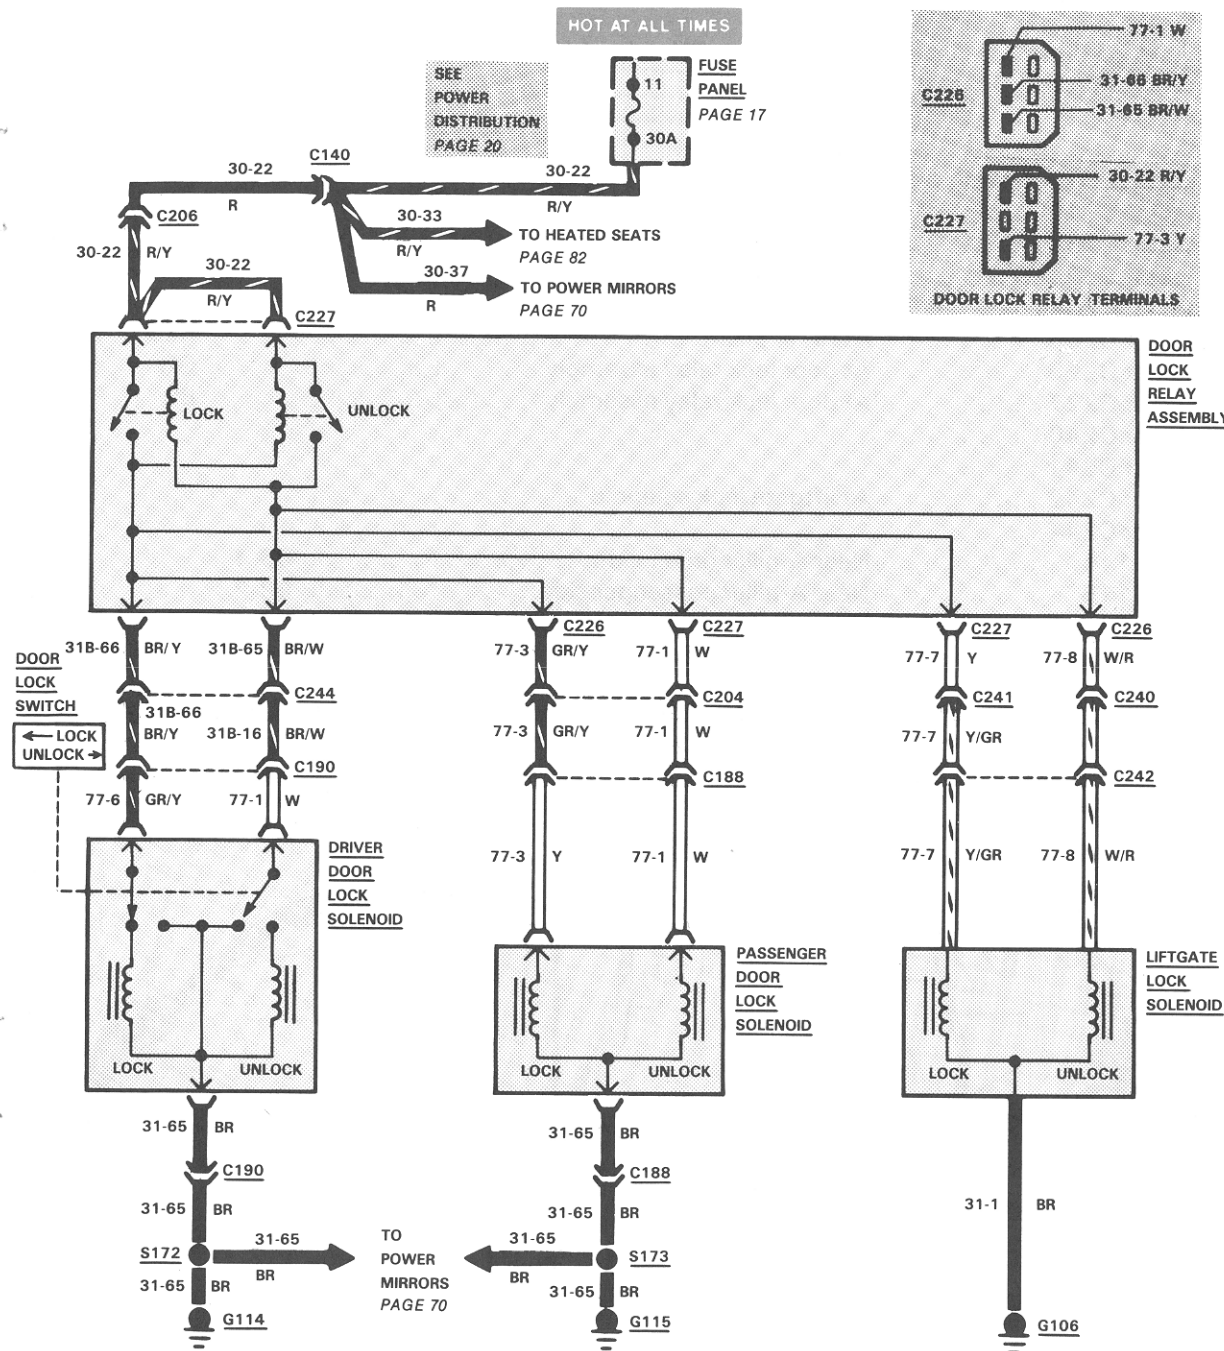 HOT AT ALL TIMES
SEE
POWER
DISTRIBUTION
PAGE 20
11
30A
FUSE
PANEL
PAGE 17
77-1 W
31-66 BR/Y
C226
31-65 BR/W
30-22 R/Y
C227
77-3 Y
DOOR LOCK RELAY TERMINALS
C140
30-22
R
30-22
R/Y
C206
30-22
R/Y
30-33
R/Y
TO HEATED SEATS
PAGE 82
30-22
R/Y
30-37
R
TO POWER MIRRORS
PAGE 70
C227
DOOR
LOCK
RELAY
ASSEMBLY
LOCK
UNLOCK
C226
C227
C227
C226
31B-66
BR/Y
31B-65
BR/W
77-3
GR/Y
77-1
W
77-7
Y
77-8
W/R
DOOR
LOCK
SWITCH
LOCK
UNLOCK
C244
C204
C241
C240
31B-66
BR/Y
31B-16
BR/W
77-3
GR/Y
77-1
W
77-7
Y/GR
C190
C188
C242
77-6
GR/Y
77-1
W
77-3
Y
77-1
W
77-7
Y/GR
77-8
W/R
DRIVER
DOOR
LOCK
SOLENOID
PASSENGER
DOOR
LOCK
SOLENOID
LIFTGATE
LOCK
SOLENOID
LOCK
UNLOCK
LOCK
UNLOCK
LOCK
UNLOCK
31-65
BR
31-65
BR
C190
C188
31-65
BR
31-65
BR
31-1
BR
S172
31-65
BR
TO
POWER
MIRRORS
PAGE 70
31-65
BR
S173
31-65
BR
31-65
BR
G114
G115
G106